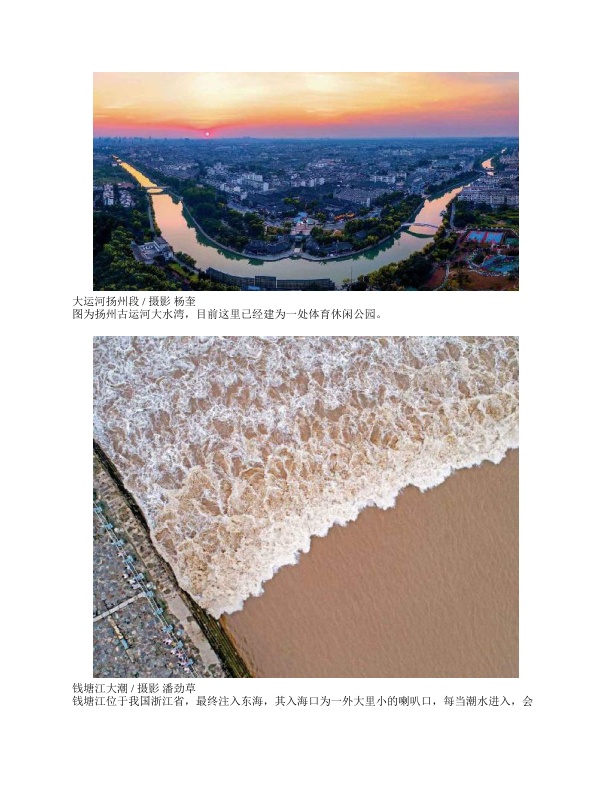 大运河扬州段 / 摄影 杨奎
图为扬州古运河大水湾，目前这里已经建为一处体育休闲公园。
钱塘江大潮 / 摄影 潘劲草
钱塘江位于我国浙江省，最终注入东海，其入海口为一外大里小的喇叭口，每当潮水进入，会